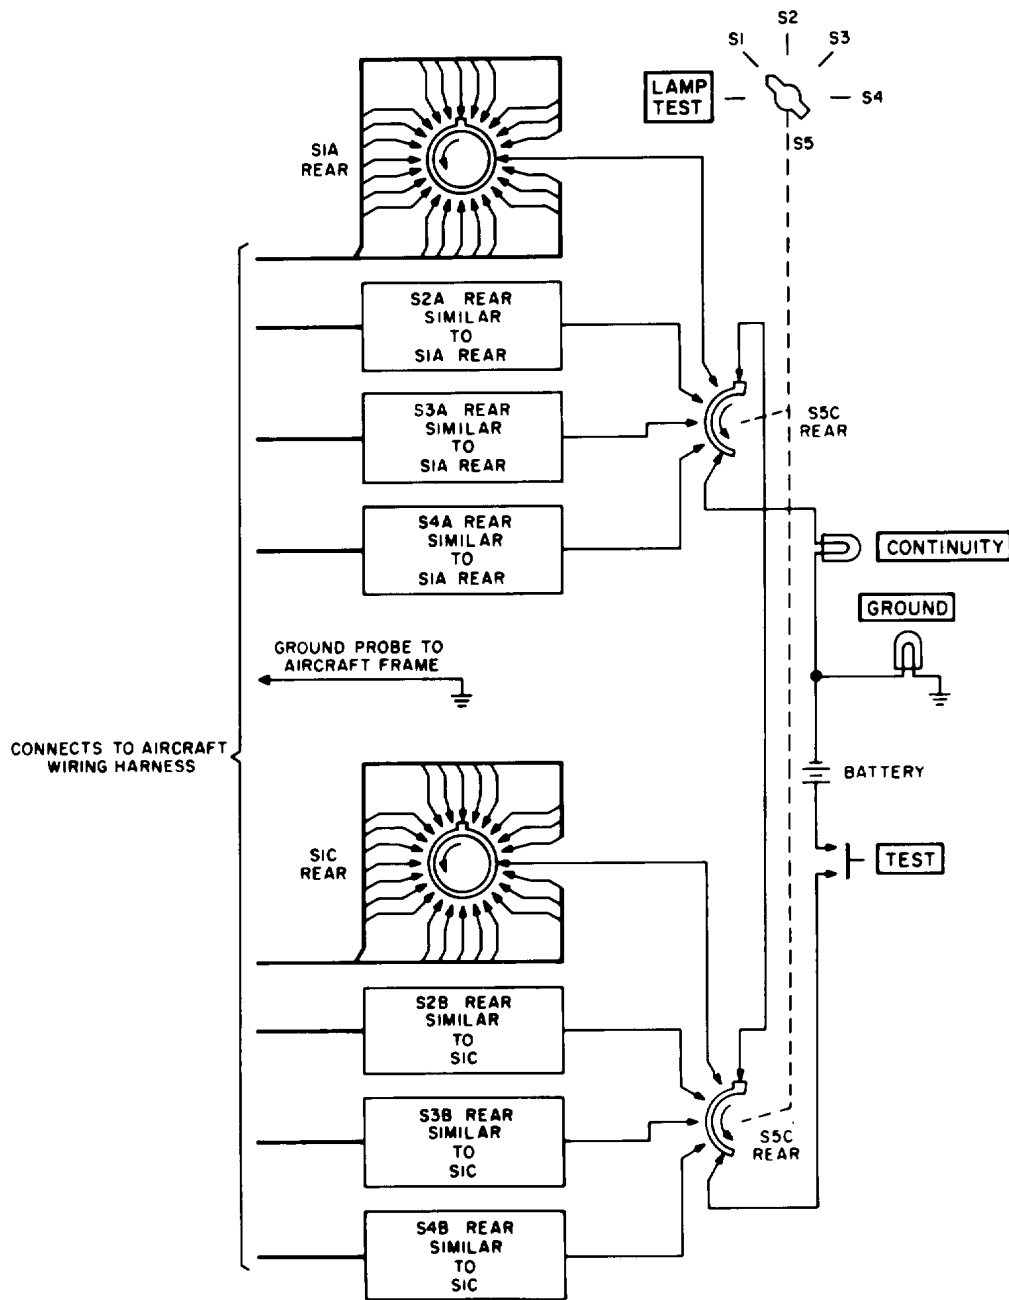 S1
S2
S3
LAMP
TEST
S4
S5
S1A
REAR
S2A REAR
SIMILAR
TO
S1A REAR
S3A REAR
SIMILAR
TO
S1A REAR
S5C
REAR
S4A REAR
SIMILAR
TO
S1A REAR
CONTINUITY
GROUND
GROUND PROBE TO
AIRCRAFT FRAME
CONNECTS TO AIRCRAFT
WIRING HARNESS
BATTERY
S1C
REAR
TEST
S2B REAR
SIMILAR
TO
S1C
S3B REAR
SIMILAR
TO
S1C
S5C
REAR
S4B REAR
SIMILAR
TO
S1C